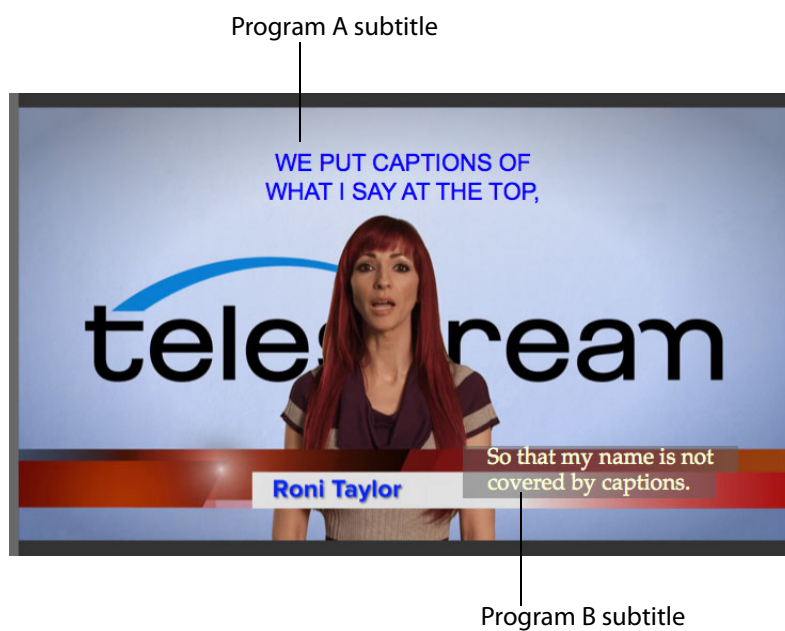 Program A subtitle
WE PUT CAPTIONS OF
WHAT I SAY AT THE TOP,
teles ream
So that my name is not
covered by captions.
Roni Taylor
Program B subtitle